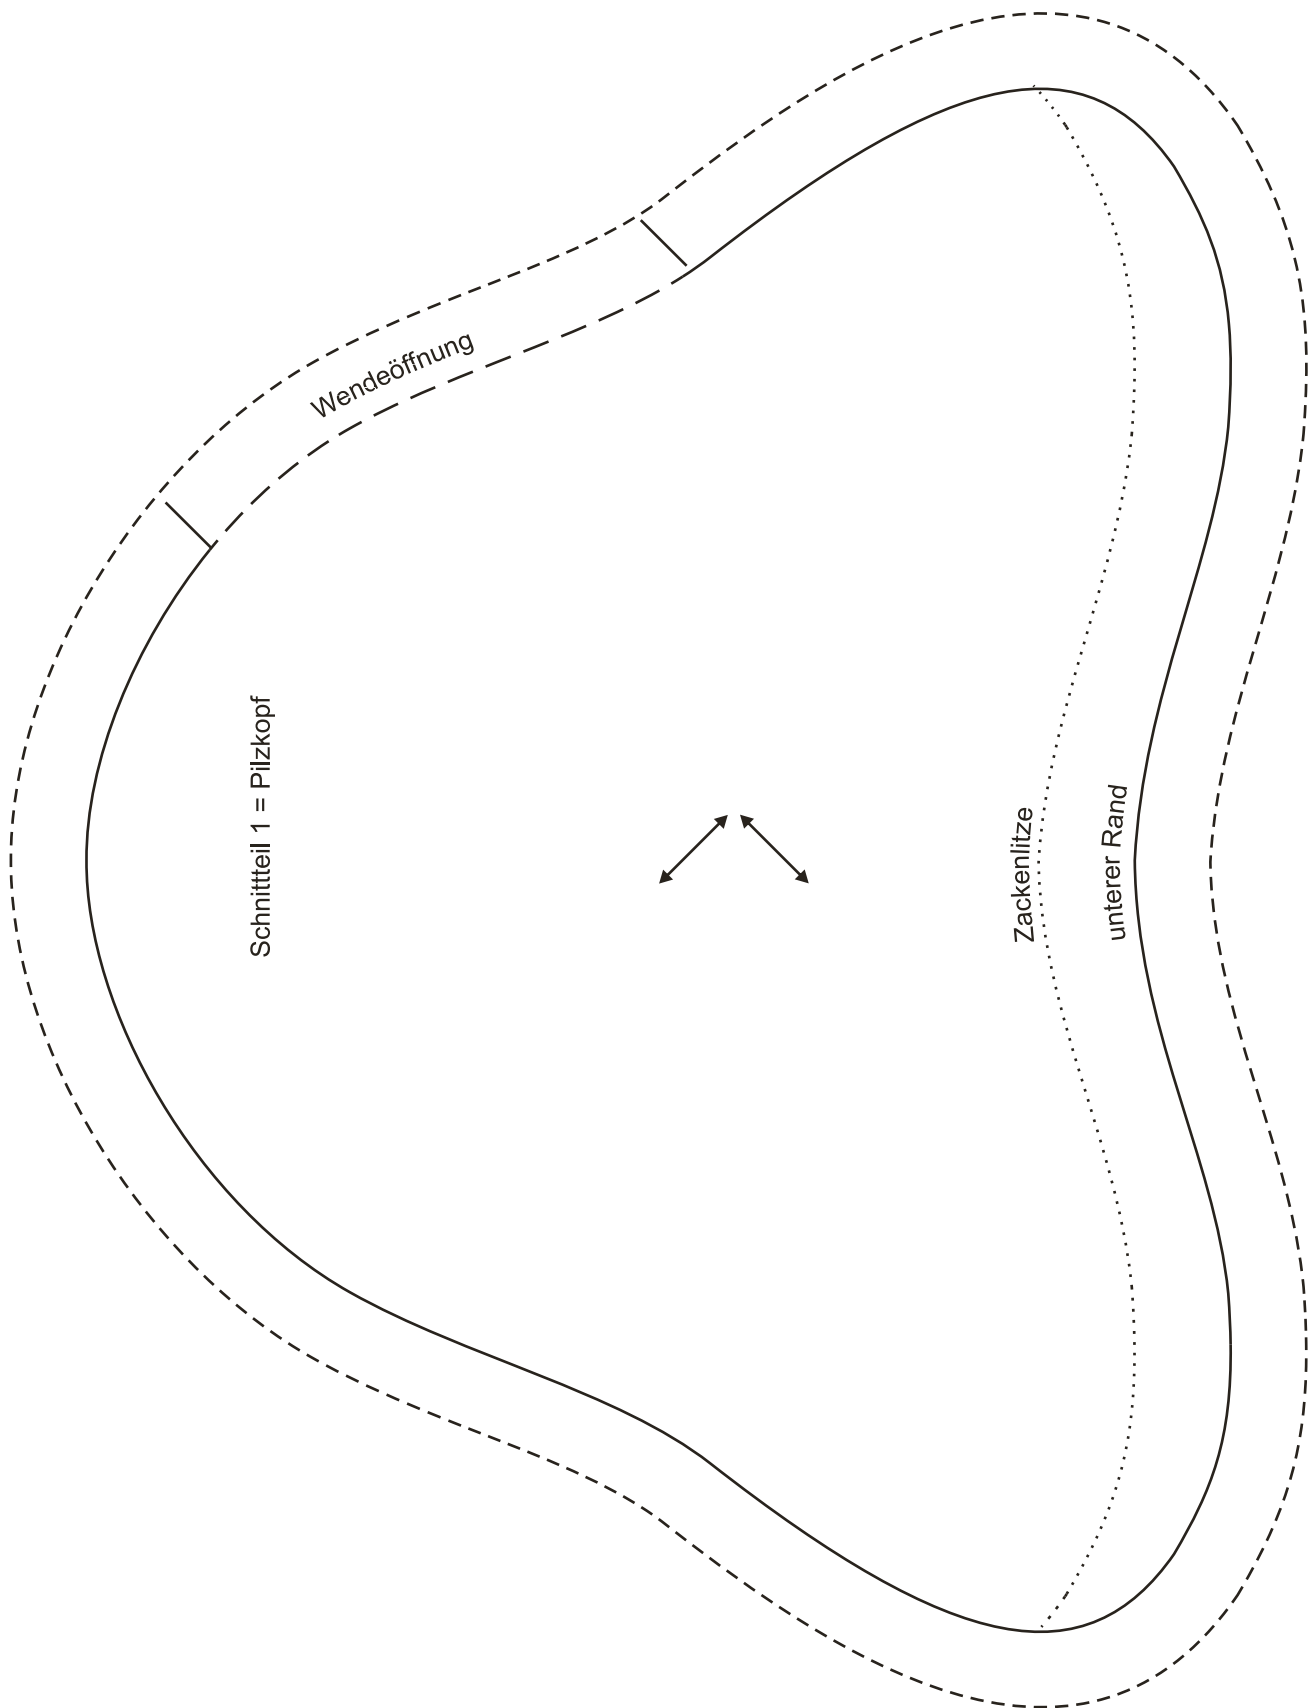 Wendeöffnung
Schnittteil 1 = Pilzkopf
Zackenlitze
unterer Rand